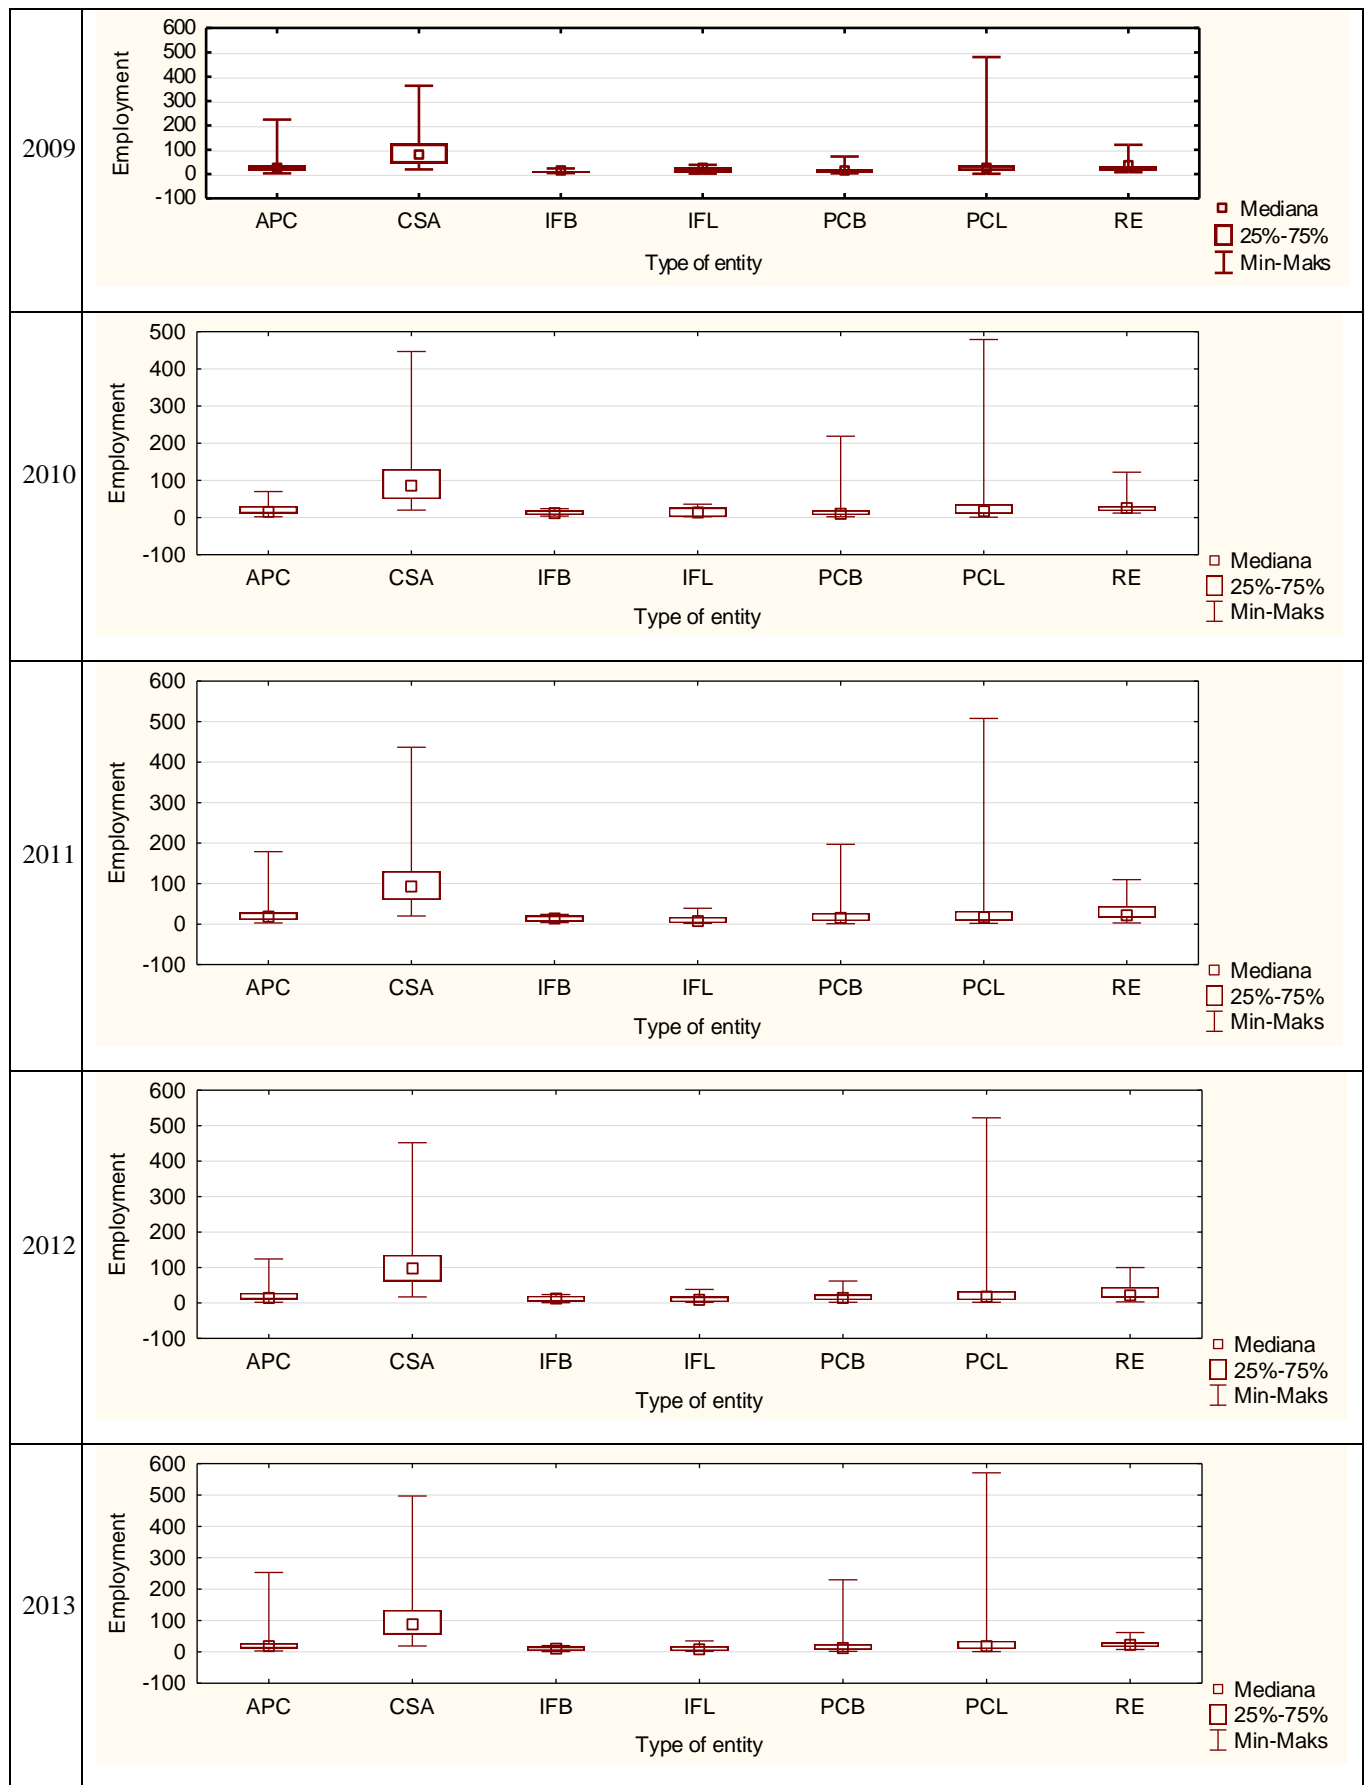 2009
Employment
600
500
400
300
200
100
0
-100
APC CSA IFB IFL PCB PCL RE
Type of entity
Mediana
25%-75%
Min-Maks
2010
Employment
500
400
300
200
100
0
-100
APC CSA IFB IFL PCB PCL RE
Type of entity
Mediana
25%-75%
Min-Maks
2011
Employment
600
500
400
300
200
100
0
-100
APC CSA IFB IFL PCB PCL RE
Type of entity
Mediana
25%-75%
Min-Maks
2012
Employment
600
500
400
300
200
100
0
-100
APC CSA IFB IFL PCB PCL RE
Type of entity
Mediana
25%-75%
Min-Maks
2013
Employment
600
500
400
300
200
100
0
-100
APC CSA IFB IFL PCB PCL RE
Type of entity
Mediana
25%-75%
Min-Maks